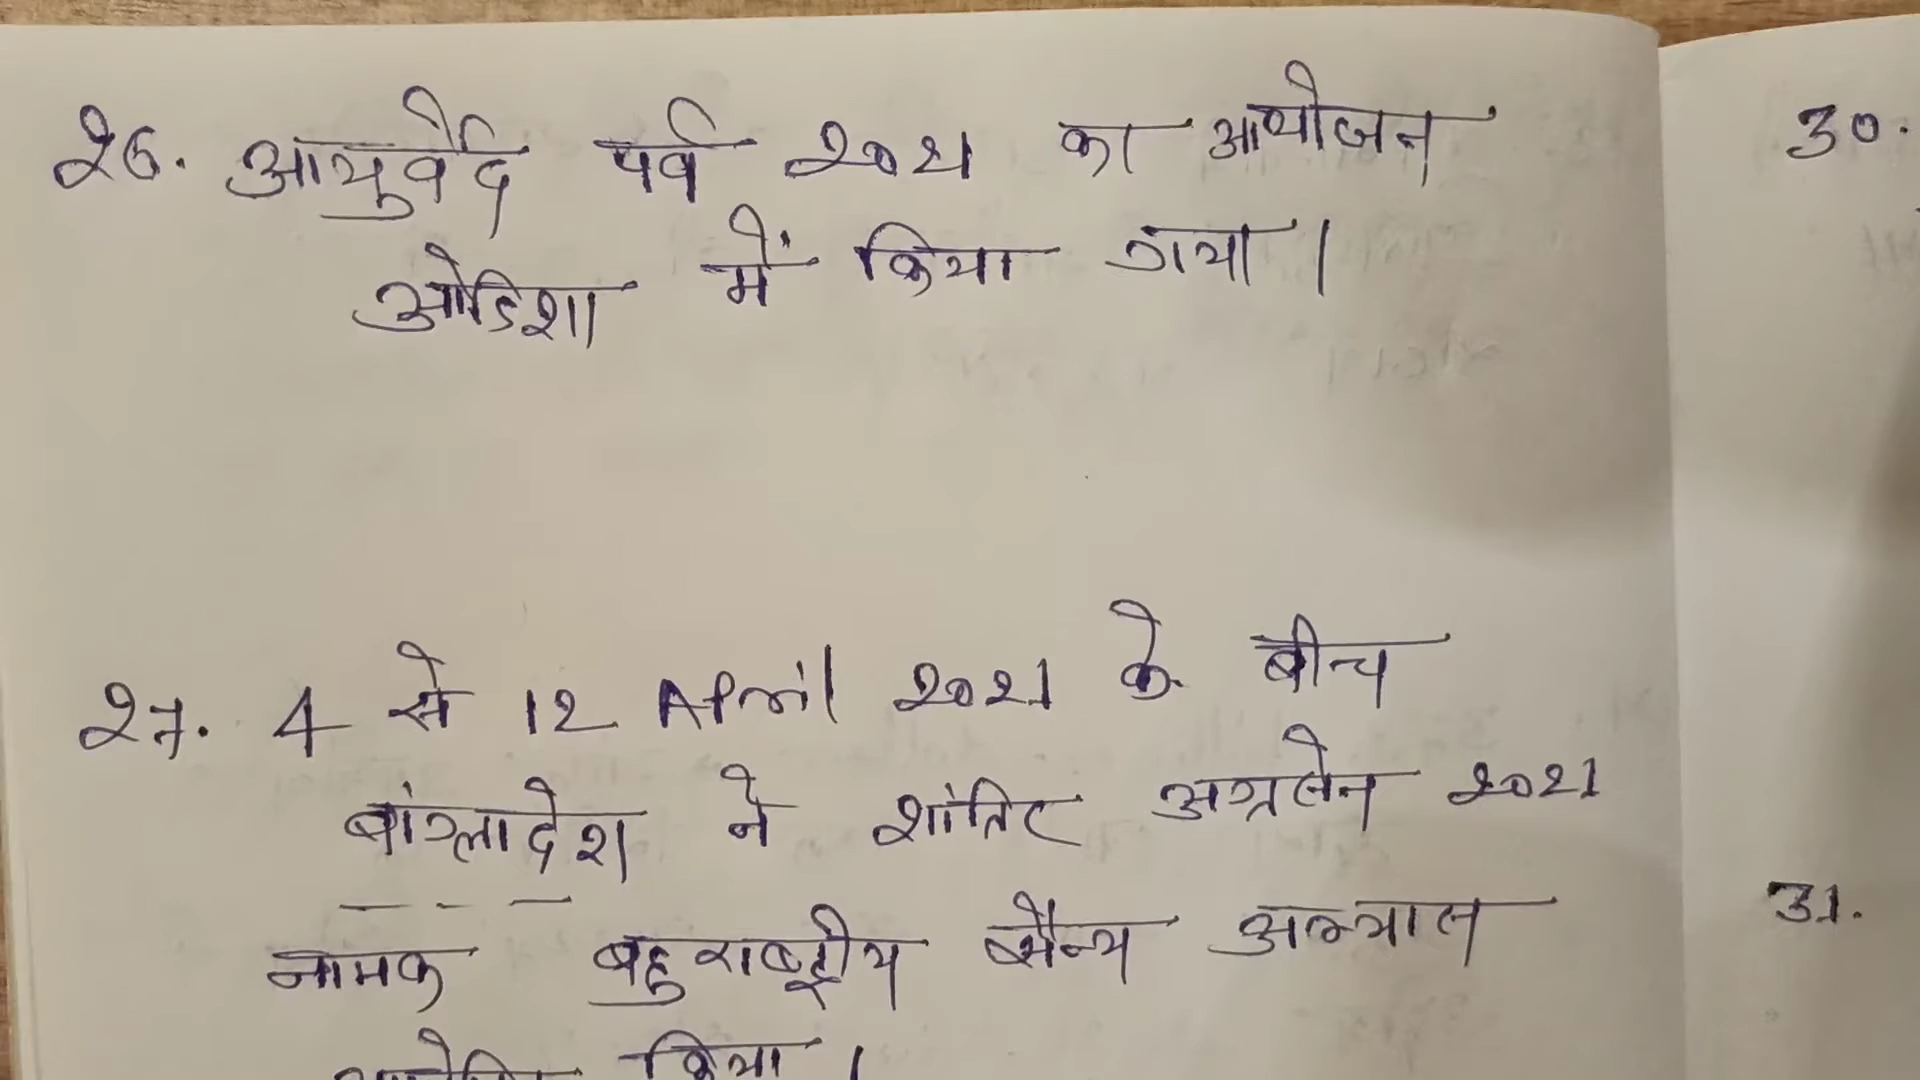 26. आयुर्वेद पर्व 2021 का आयोजन
ओडिशा में किया गया।
27. 4 से 12 April 2021 के बीच
बांग्लादेश ने शांतिर अग्रसेन 2021
नामक बहुराष्ट्रीय सैन्य अभ्यास
किया।
30.
31.